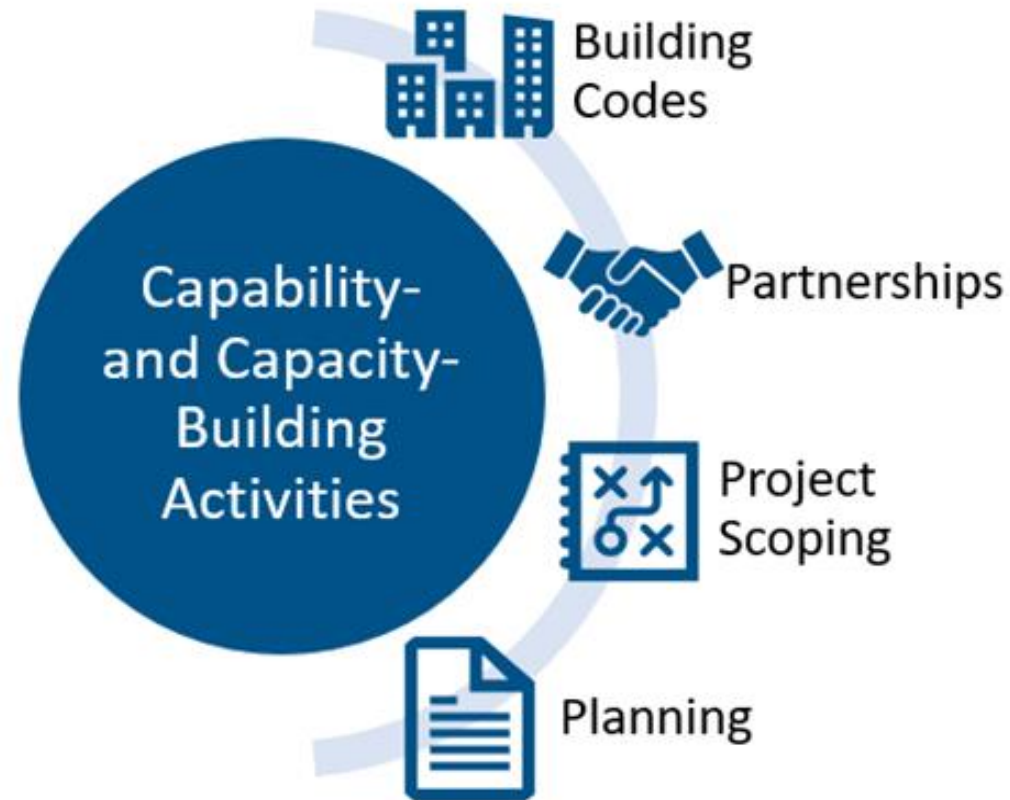 Building
Codes
Partnerships
Capability-
and Capacity-
Building
Activities
Project
Scoping
Planning